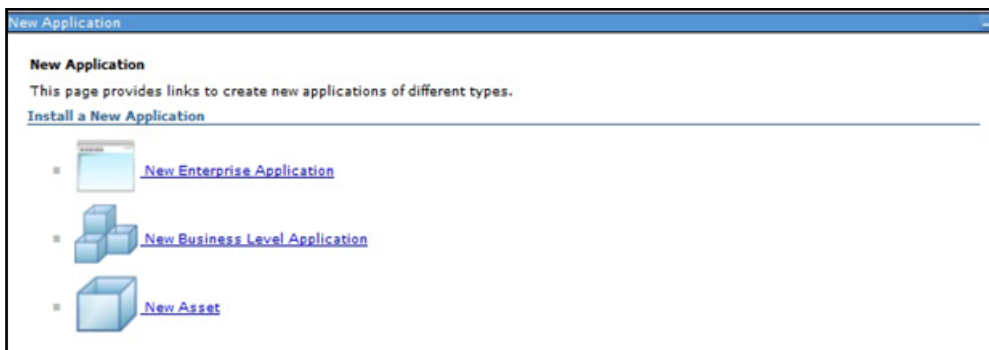 New Application
New Application
This page provides links to create new applications of different types.
Install a New Application
New Enterprise Application
New Business Level Application
New Asset